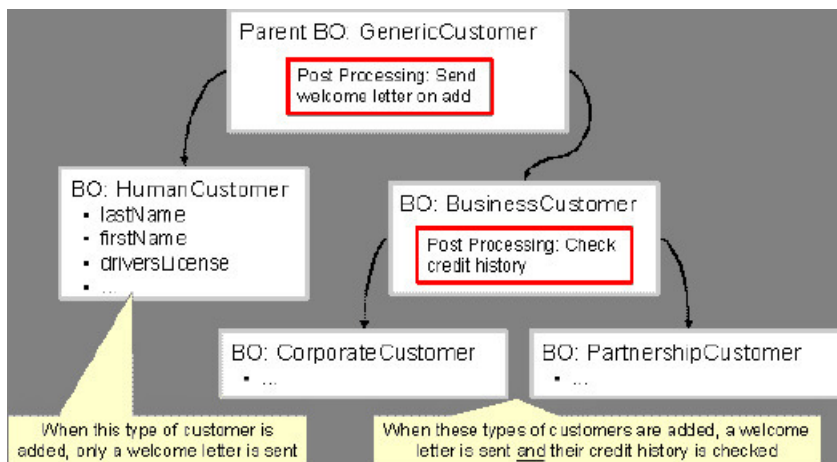 Parent BO: GenericCustomer
Post Processing: Send
welcome letter on add
BO: HumanCustomer
▪ lastName
▪ firstName
▪ driversLicense
▪ ...
BO: BusinessCustomer
Post Processing: Check
credit history
BO: CorporateCustomer
▪ ...
BO: PartnershipCustomer
▪ ...
When this type of customer is
added, only a welcome letter is sent
When these types of customers are added, a welcome
letter is sent and their credit history is checked